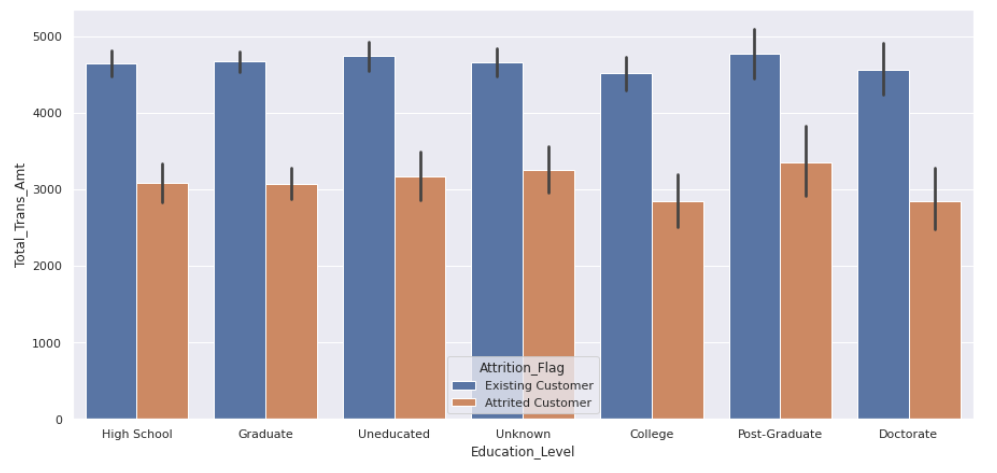 5000
4000
3000
2000
1000
0
Total_Trans_Amt
Attrition_Flag
Existing Customer
Attrited Customer
High School Graduate Uneducated Unknown College Post-Graduate Doctorate
Education_Level